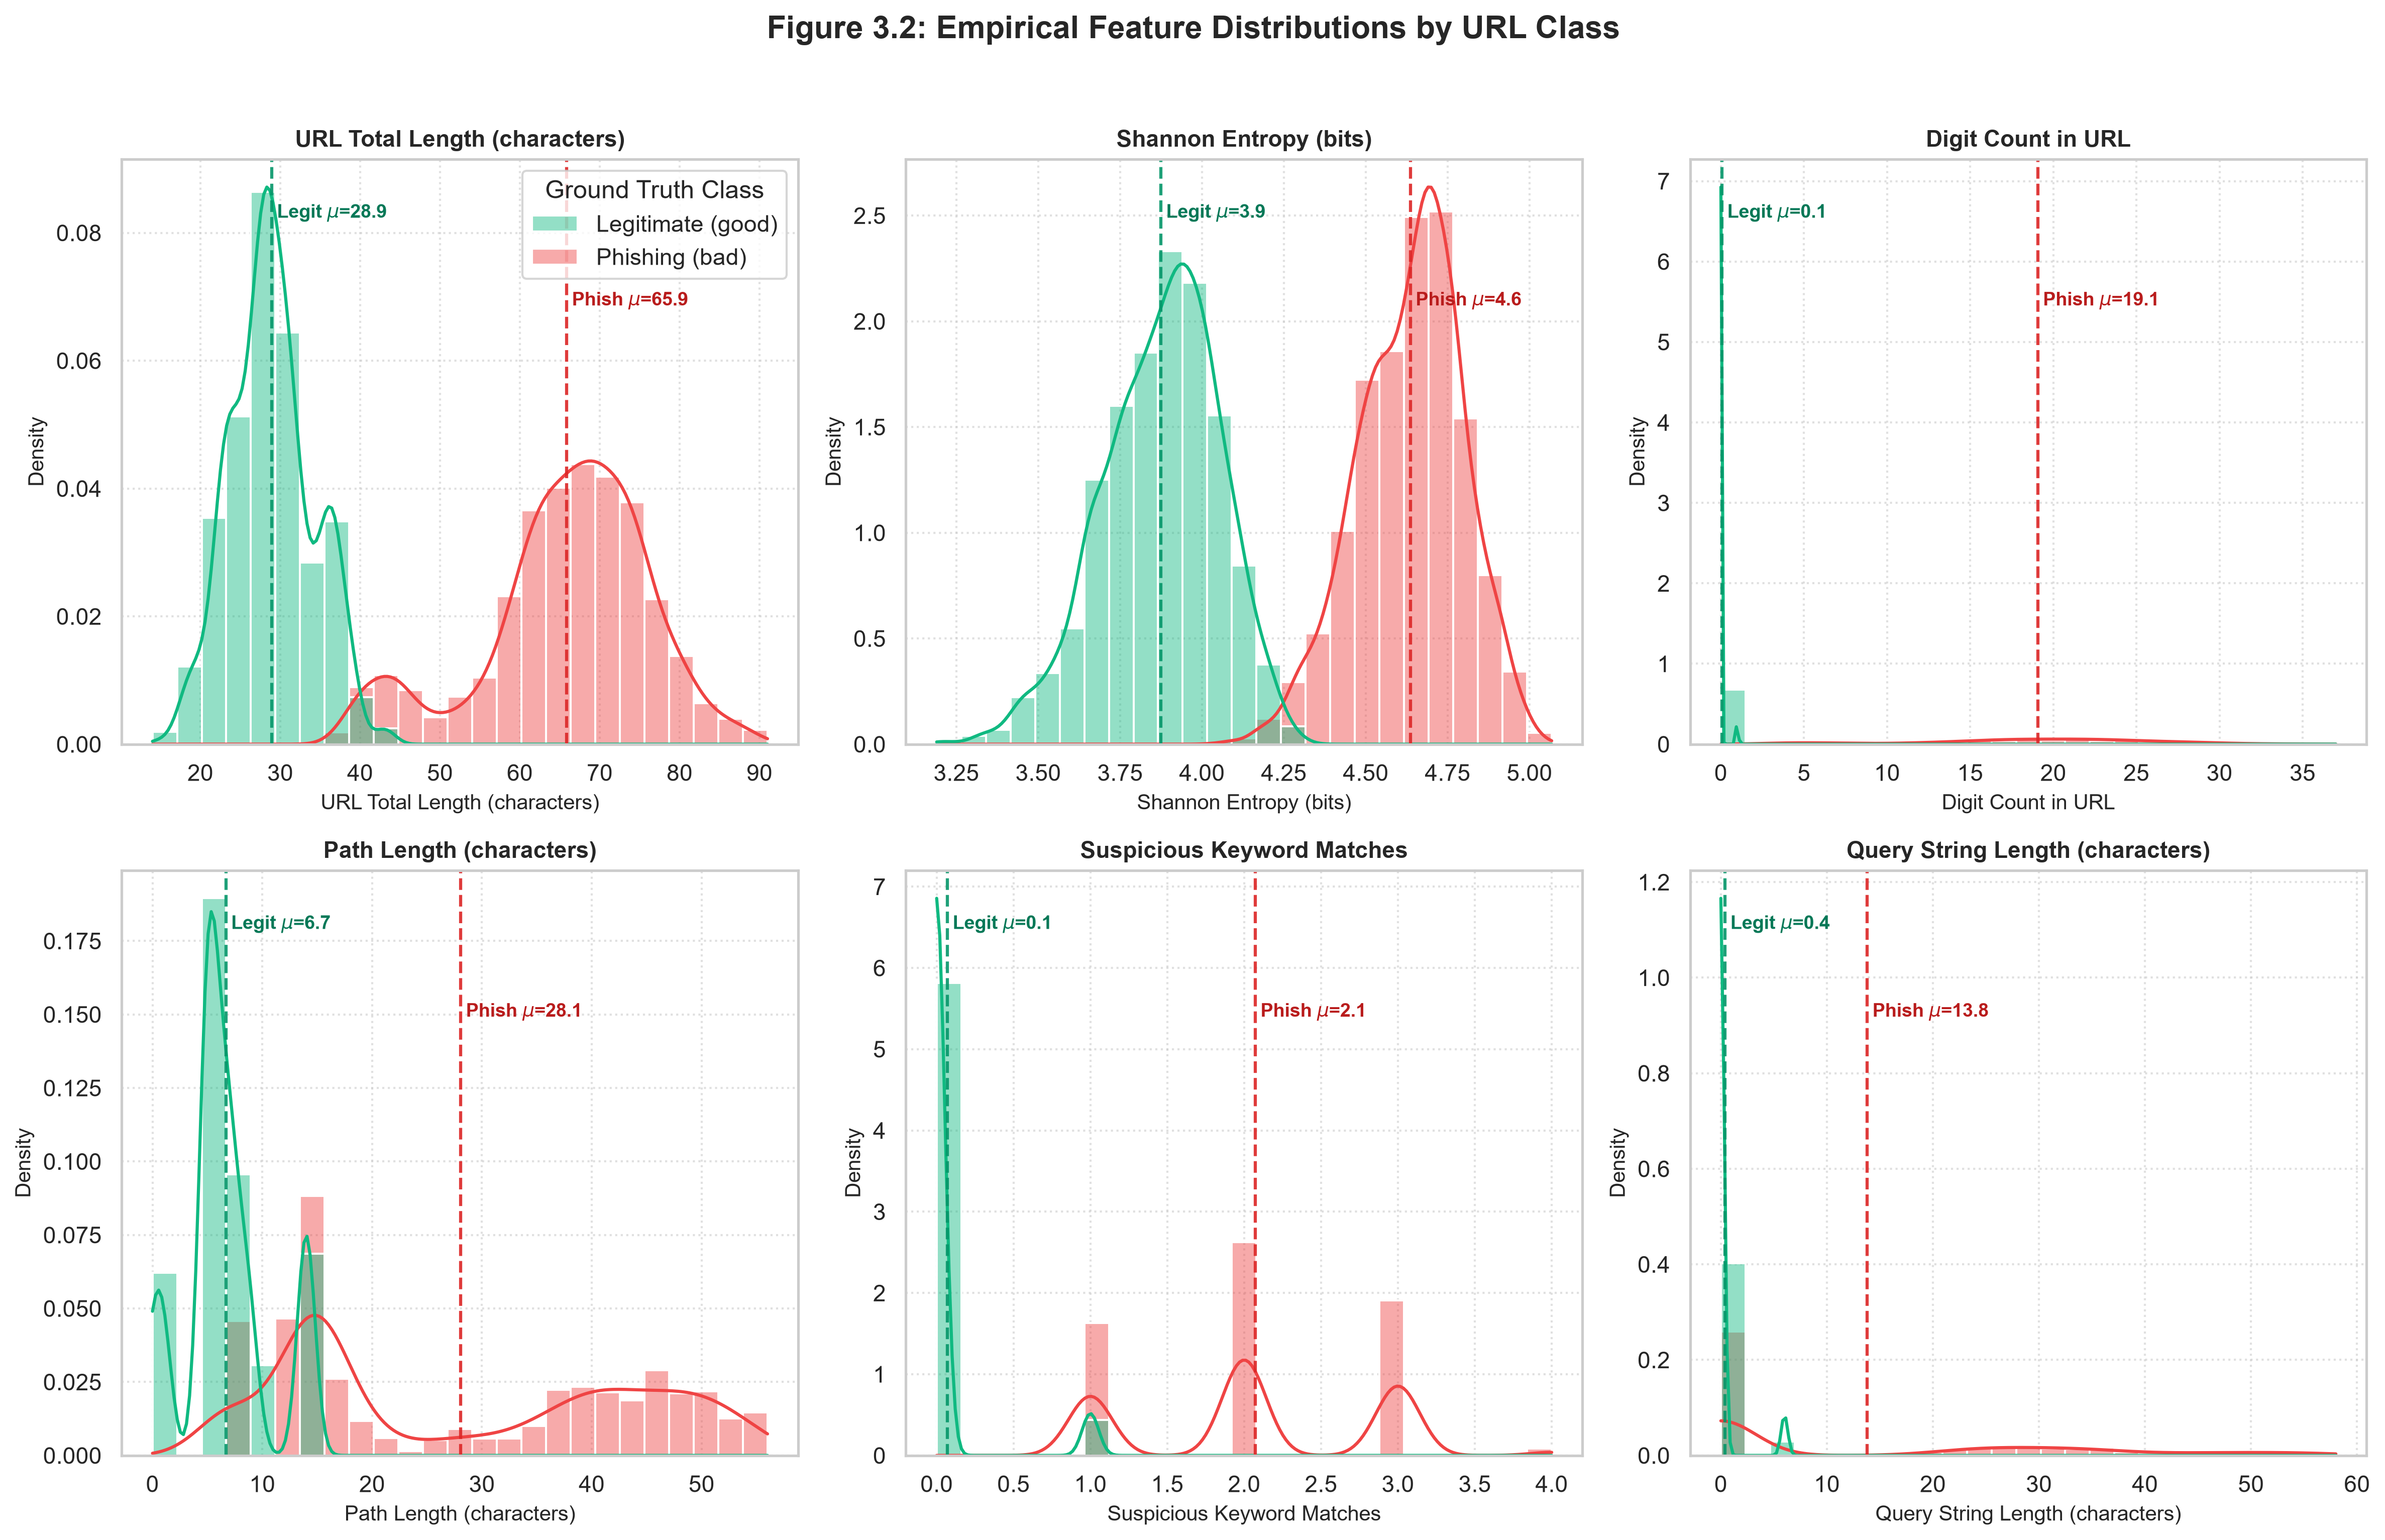 Figure 3.2: Empirical Feature Distributions by URL Class
URL Total Length (characters)
Density
0.08
0.06
0.04
0.02
0.00
Legit μ=28.9
Phish μ=65.9
Ground Truth Class
Legitimate (good)
Phishing (bad)
20 30 40 50 60 70 80 90
URL Total Length (characters)
Shannon Entropy (bits)
Density
2.5
2.0
1.5
1.0
0.5
0.0
Legit μ=3.9
Phish μ=4.6
3.25 3.50 3.75 4.00 4.25 4.50 4.75 5.00
Shannon Entropy (bits)
Digit Count in URL
Density
7
6
5
4
3
2
1
0
Legit μ=0.1
Phish μ=19.1
0 5 10 15 20 25 30 35
Digit Count in URL
Path Length (characters)
Density
0.175
0.150
0.125
0.100
0.075
0.050
0.025
0.000
Legit μ=6.7
Phish μ=28.1
0 10 20 30 40 50
Path Length (characters)
Suspicious Keyword Matches
Density
7
6
5
4
3
2
1
0
Legit μ=0.1
Phish μ=2.1
0.0 0.5 1.0 1.5 2.0 2.5 3.0 3.5 4.0
Suspicious Keyword Matches
Query String Length (characters)
Density
1.2
1.0
0.8
0.6
0.4
0.2
0.0
Legit μ=0.4
Phish μ=13.8
0 10 20 30 40 50 60
Query String Length (characters)